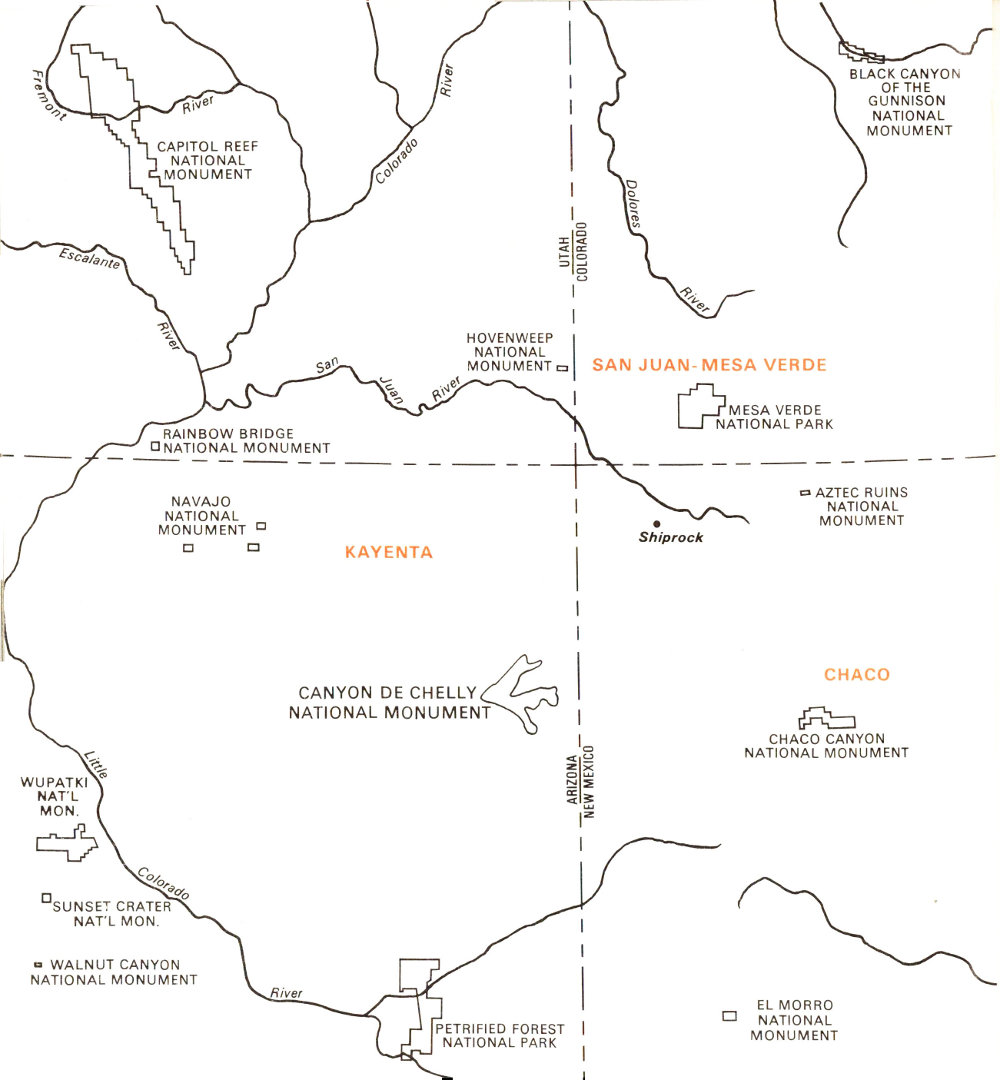 BLACK CANYON
OF THE
GUNNISON
NATIONAL
MONUMENT
Fremont
River
CAPITOL REEF
NATIONAL
MONUMENT
River
Colorado
Dolores
River
UTAH
COLORADO
Escalante
River
HOVENWEEP
NATIONAL
MONUMENT
SAN JUAN-MESA VERDE
San
Juan
River
MESA VERDE
NATIONAL PARK
RAINBOW BRIDGE
NATIONAL MONUMENT
NAVAJO
NATIONAL
MONUMENT
KAYENTA
AZTEC RUINS
NATIONAL
MONUMENT
Shiprock
CANYON DE CHELLY
NATIONAL MONUMENT
CHACO
CHACO CANYON
NATIONAL MONUMENT
ARIZONA
NEW MEXICO
Little
Colorado
River
WUPATKI
NAT'L
MON.
SUNSET CRATER
NAT'L MON.
WALNUT CANYON
NATIONAL MONUMENT
PETRIFIED FOREST
NATIONAL PARK
EL MORRO
NATIONAL
MONUMENT